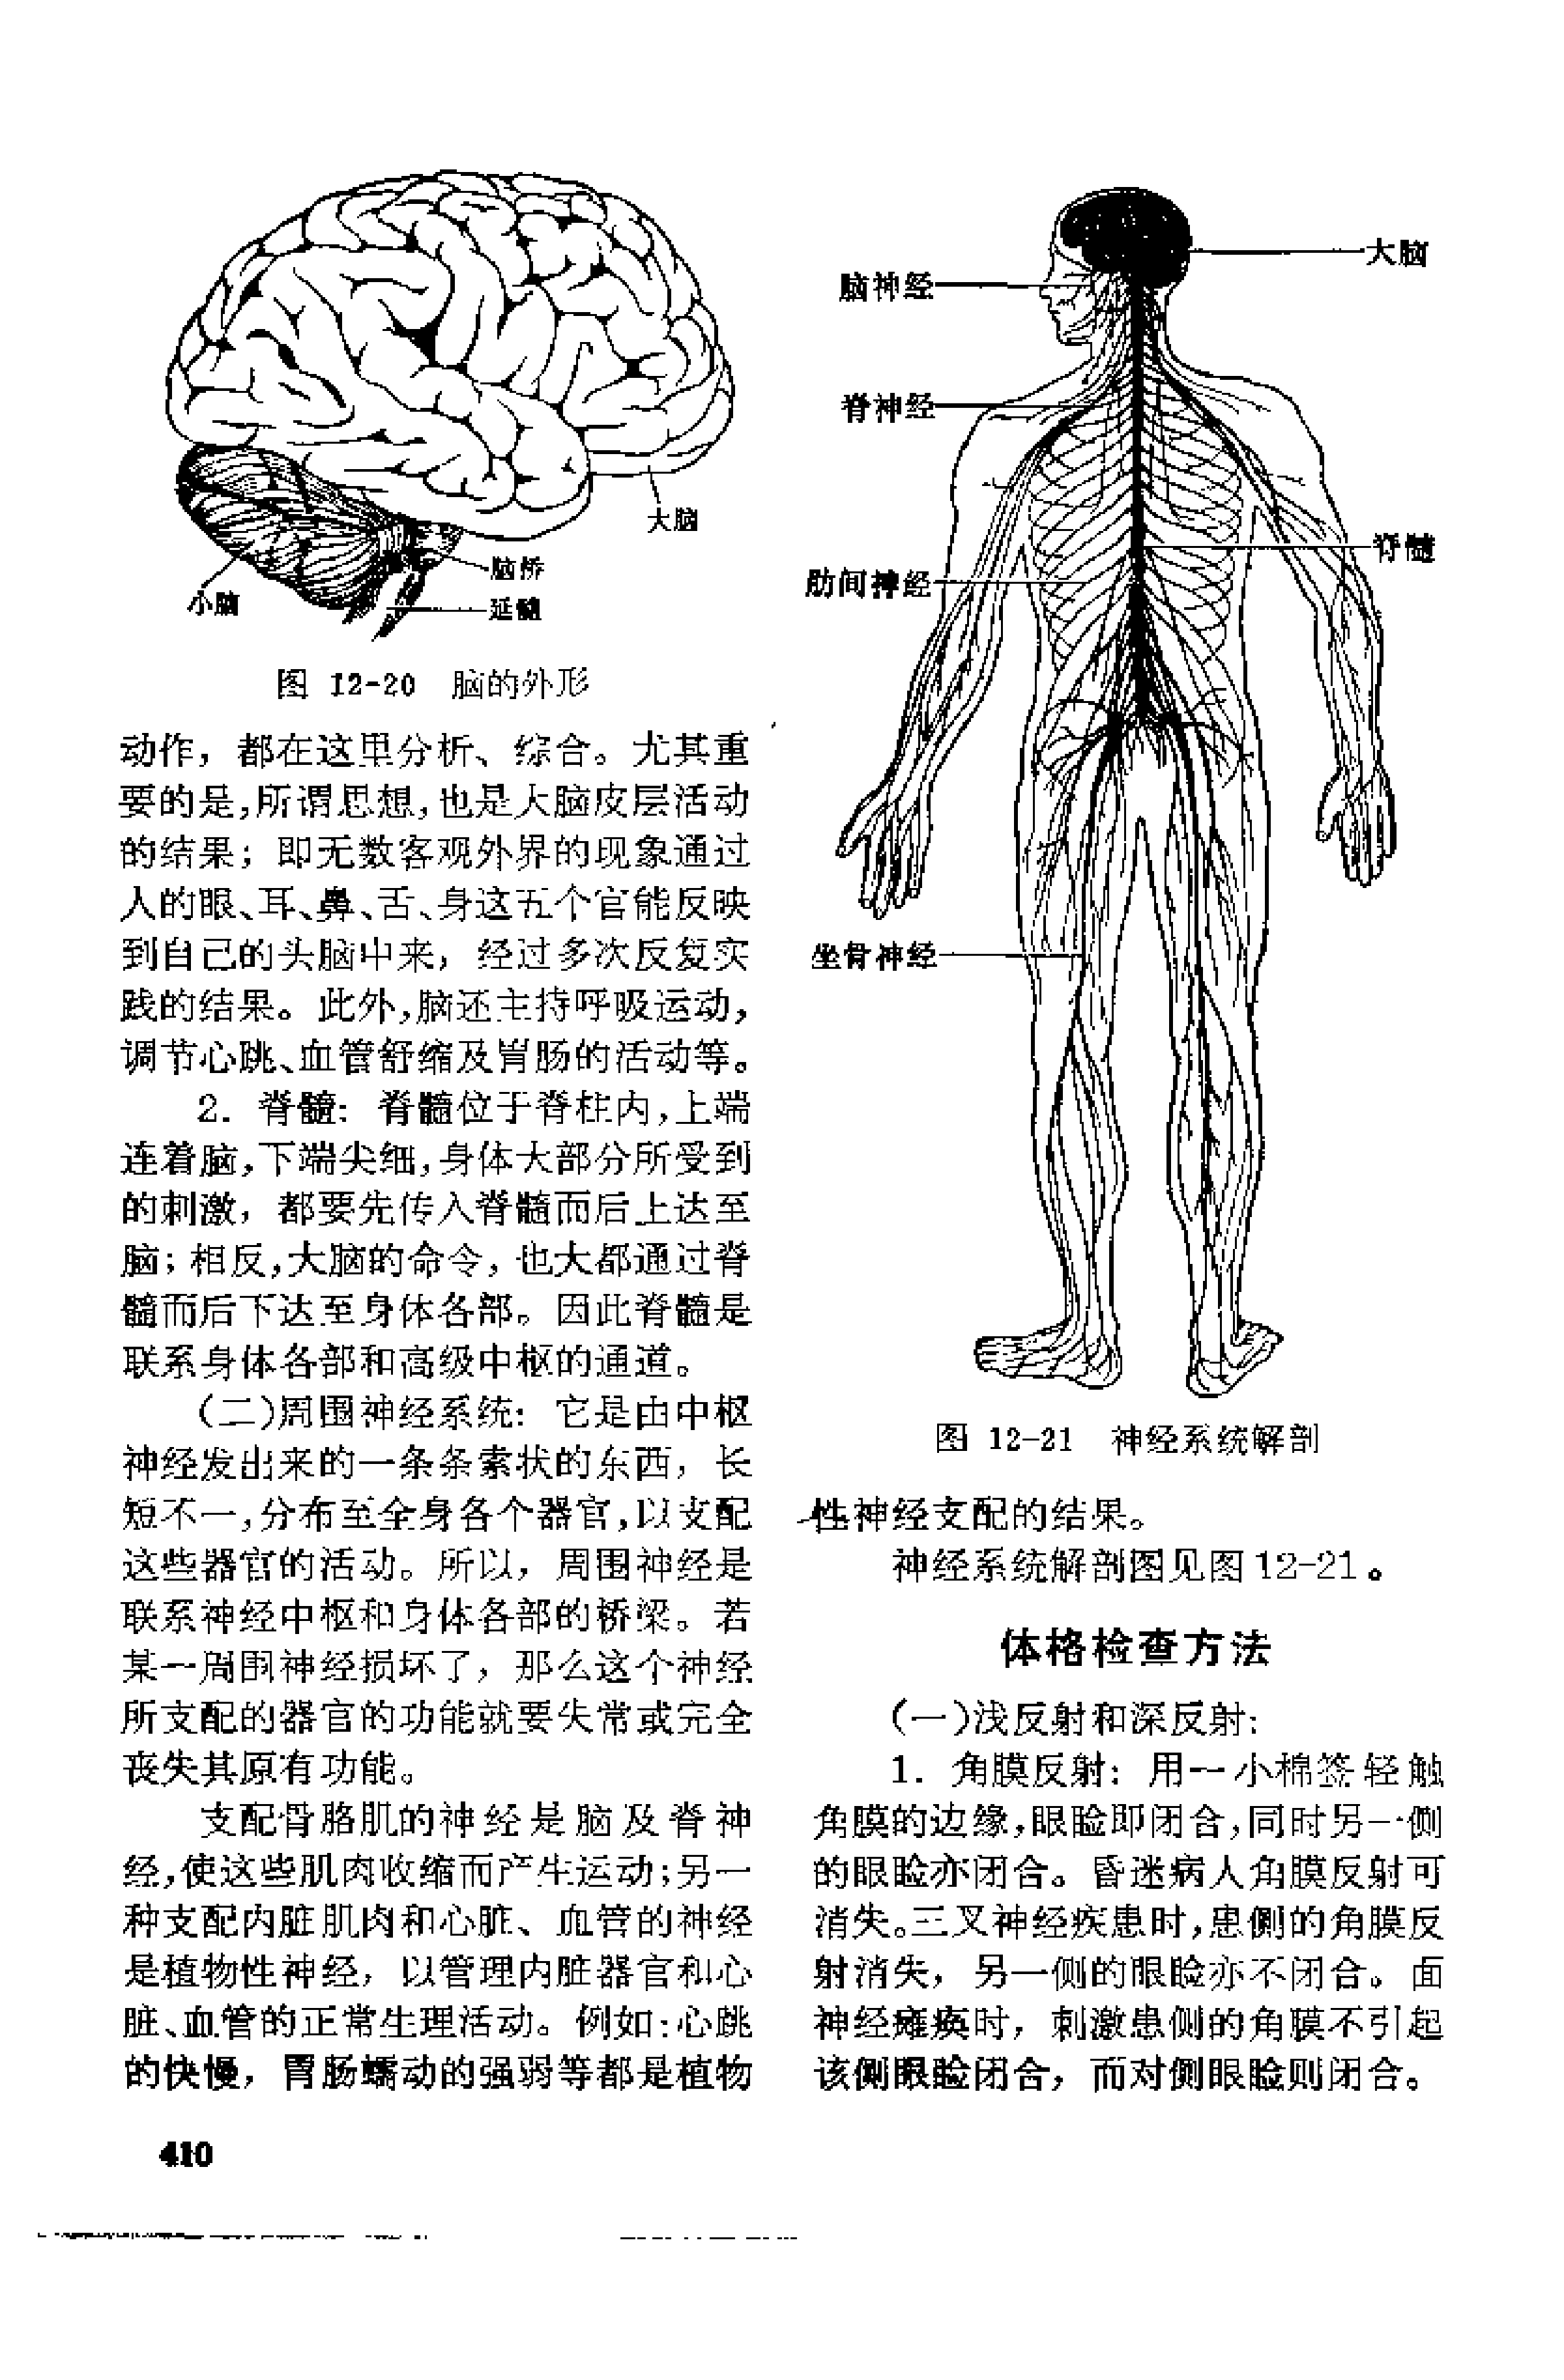 大脑
脑桥
小脑
延髓
图 12-20 脑的外形
动作，都在这里分析、综合。尤其重
要的是,所谓思想,也是大脑皮层活动
的结果；即无数客观外界的现象通过
人的眼、耳、鼻、舌、身这五个官能反映
到自己的头脑中来，经过多次反复实
践的结果。此外,脑还主持呼吸运动,
调节心跳、血管舒缩及胃肠的活动等。
2. 脊髓：脊髓位于脊柱内,上端
连着脑,下端尖细,身体大部分所受到
的刺激，都要先传入脊髓而后上达至
脑；相反,大脑的命令，也大都通过脊
髓而后下达至身体各部。因此脊髓是
联系身体各部和高级中枢的通道。
(二)周围神经系统：它是由中枢
神经发出来的一条条索状的东西，长
短不一,分布至全身各个器官,以支配
这些器官的活动。所以，周围神经是
联系神经中枢和身体各部的桥梁。若
某一周围神经损坏了，那么这个神经
所支配的器官的功能就要失常或完全
丧失其原有功能。
支配骨胳肌的神经是脑及脊神
经,使这些肌肉收缩而产生运动;另一
种支配内脏肌肉和心脏、血管的神经
是植物性神经，以管理内脏器官和心
脏、血管的正常生理活动。例如:心跳
的快慢，胃肠蠕动的强弱等都是植物
大脑
脑神经
脊神经
脊髓
肋间神经
坐骨神经
图 12-21 神经系统解剖
性神经支配的结果。
神经系统解剖图见图12-21。
体格检查方法
(一)浅反射和深反射：
1. 角膜反射：用一小棉签轻触
角膜的边缘,眼睑即闭合,同时另一侧
的眼睑亦闭合。昏迷病人角膜反射可
消失。三叉神经疾患时,患侧的角膜反
射消失，另一侧的眼睑亦不闭合。面
神经瘫痪时，刺激患侧的角膜不引起
该侧眼睑闭合，而对侧眼睑则闭合。
410